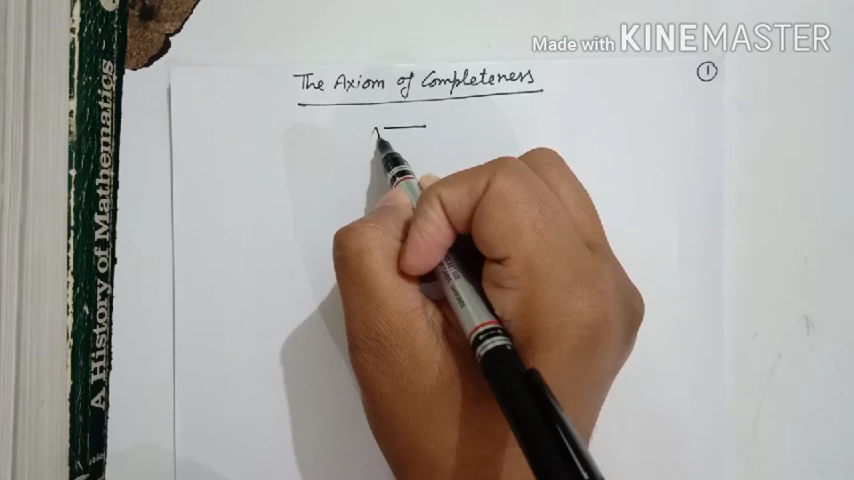 Made with KINEMASTER
The Axiom of Completeness
1
A History of Mathematics